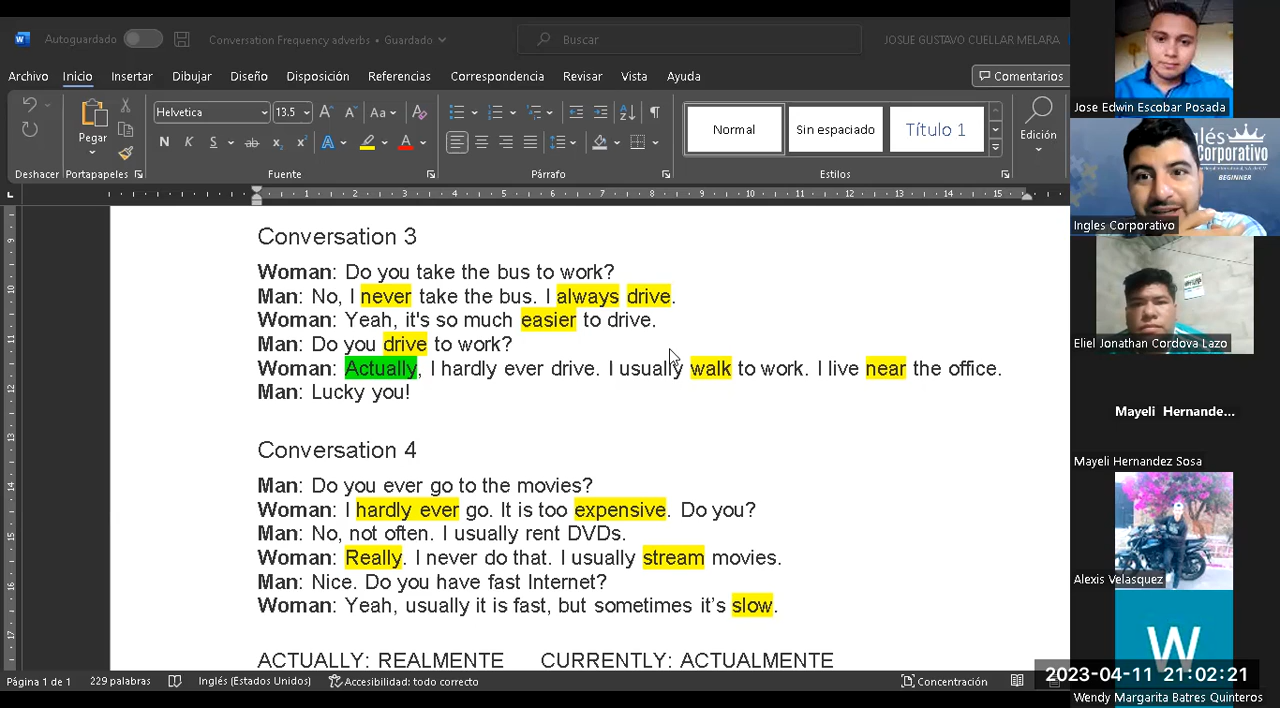 Autoguardado
Conversation Frequency adverbs • Guardado
Buscar
JOSUE GUSTAVO CUELLAR MELARA
Archivo Inicio Insertar Dibujar Diseño Disposición Referencias Correspondencia Revisar Vista Ayuda
Comentarios
Pegar
Helvetica 13.5
Normal
Sin espaciado
Título 1
Edición
Deshacer Portapapeles Fuente Párrafo Estilos
Conversation 3
Woman: Do you take the bus to work?
Man: No, I never take the bus. I always drive.
Woman: Yeah, it's so much easier to drive.
Man: Do you drive to work?
Woman: Actually, I hardly ever drive. I usually walk to work. I live near the office.
Man: Lucky you!
Conversation 4
Man: Do you ever go to the movies?
Woman: I hardly ever go. It is too expensive. Do you?
Man: No, not often. I usually rent DVDs.
Woman: Really. I never do that. I usually stream movies.
Man: Nice. Do you have fast Internet?
Woman: Yeah, usually it is fast, but sometimes it's slow.
ACTUALLY: REALMENTE CURRENTLY: ACTUALMENTE
Página 1 de 1 229 palabras Inglés (Estados Unidos) Accesibilidad: todo correcto Concentración
Jose Edwin Escobar Posada
glés
Corporativo
BEGINNER
Ingles Corporativo
Eliel Jonathan Cordova Lazo
Mayeli Hernande...
Mayeli Hernandez Sosa
Alexis Velasquez
W
2023-04-11 21:02:21
Wendy Margarita Batres Quinteros